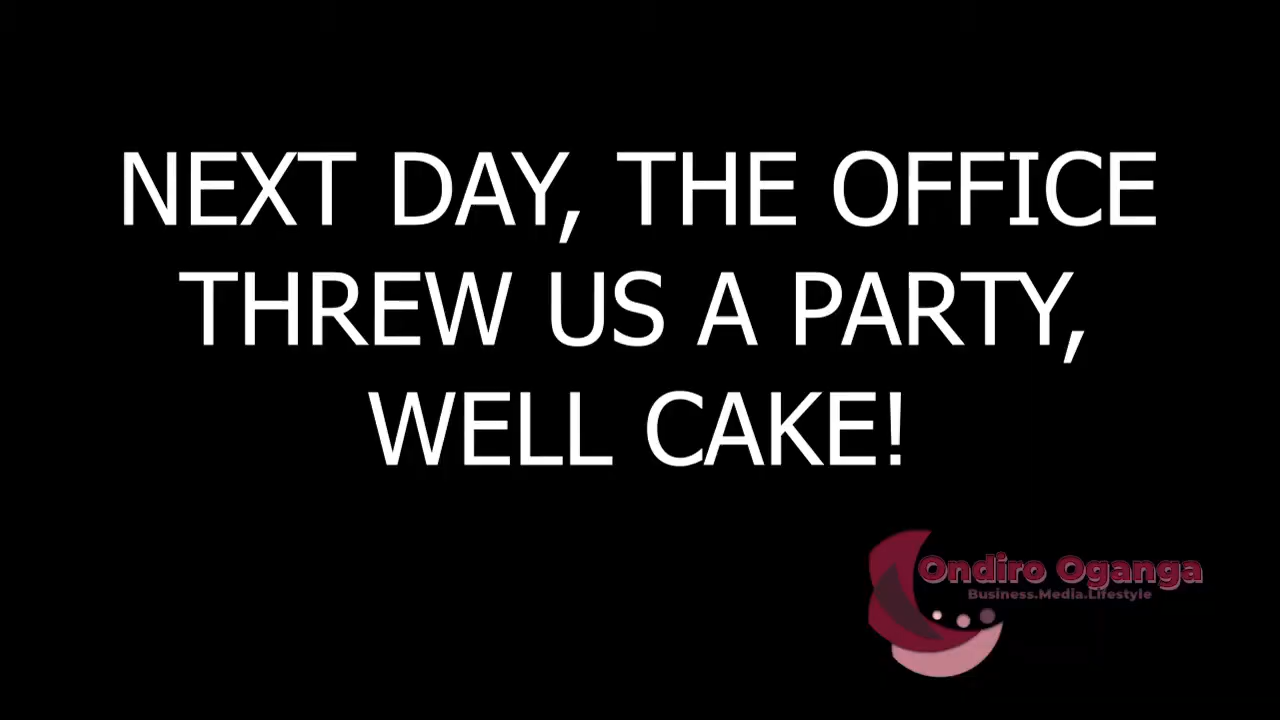 NEXT DAY, THE OFFICE
THREW US A PARTY,
WELL CAKE!
Ondiro Oganga
Business.Media.Lifestyle